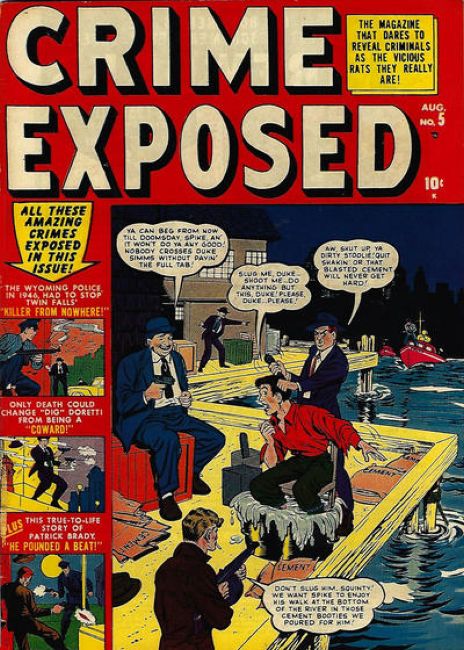 CRIME
EXPOSED
THE MAGAZINE
THAT DARES TO
REVEAL CRIMINALS
AS THE VICIOUS
RATS THEY REALLY
ARE!
AUG.
NO. 5
10¢
K
ALL THESE
AMAZING
CRIMES
EXPOSED
IN THIS
ISSUE!
THE WYOMING POLICE
IN 1946, HAD TO STOP
TWIN FALLS'
"KILLER FROM NOWHERE!"
ONLY DEATH COULD
CHANGE "DIG" DORETTI
FROM BEING A
"COWARD!"
PLUS THIS TRUE-TO-LIFE
STORY OF
PATRICK BRADY,
"HE POUNDED A BEAT!"
YA CAN BEG FROM NOW
TILL DOOMSDAY, SPIKE, AN'
IT WON'T DO YA ANY GOOD!
NOBODY CROSSES DUKE
SIMMS WITHOUT PAYIN'
THE FULL TAB!
SLUG ME, DUKE...
SHOOT ME...DO
ANYTHING BUT
THIS, DUKE! PLEASE,
DUKE...PLEASE!
AW, SHUT UP, YA
DIRTY STOOLIE! QUIT
SHAKIN' OR THAT
BLASTED CEMENT
WILL NEVER GET
HARD!
CEMENT
CEMENT
DON'T SLUG HIM, SQUINTY!
WE WANT SPIKE TO ENJOY
HIS WALK AT THE BOTTOM
OF THE RIVER IN THOSE
CEMENT BOOTIES WE
POURED FOR HIM!